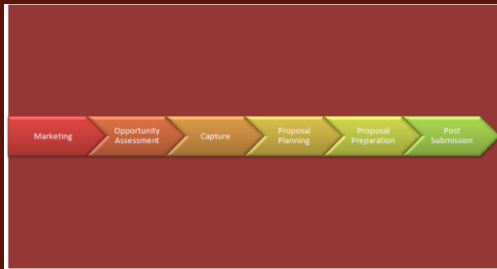 Marketing
Opportunity
Assessment
Capture
Proposal
Planning
Proposal
Preparation
Post
Submission